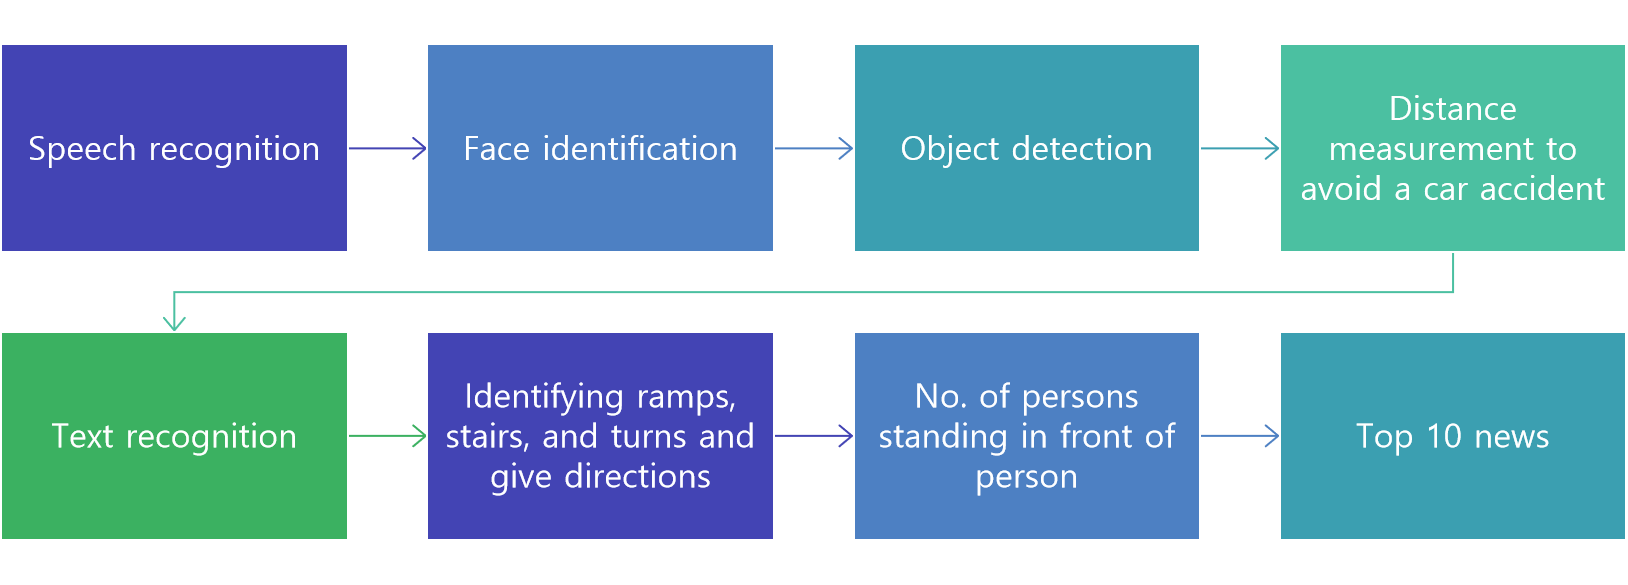 Speech recognition
Face identification
Object detection
Distance
measurement to
avoid a car accident
Text recognition
Identifying ramps,
stairs, and turns and
give directions
No. of persons
standing in front of
person
Top 10 news